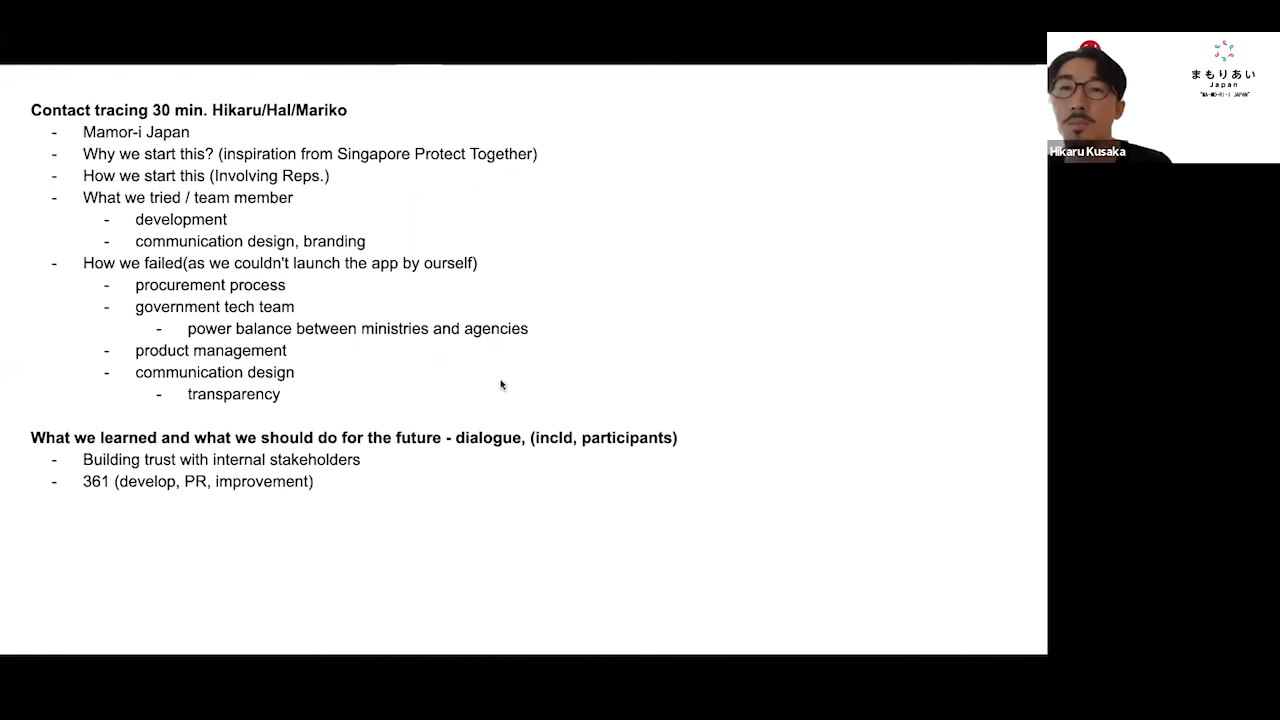 Contact tracing 30 min. Hikaru/Hal/Mariko
- Mamor-i Japan
- Why we start this? (inspiration from Singapore Protect Together)
- How we start this (Involving Reps.)
- What we tried / team member
- development
- communication design, branding
- How we failed(as we couldn't launch the app by ourself)
- procurement process
- government tech team
- power balance between ministries and agencies
- product management
- communication design
- transparency
What we learned and what we should do for the future - dialogue, (incld, participants)
- Building trust with internal stakeholders
- 361 (develop, PR, improvement)
まもりあい
Japan
"MA-MO-RI-I JAPAN"
Hikaru Kusaka